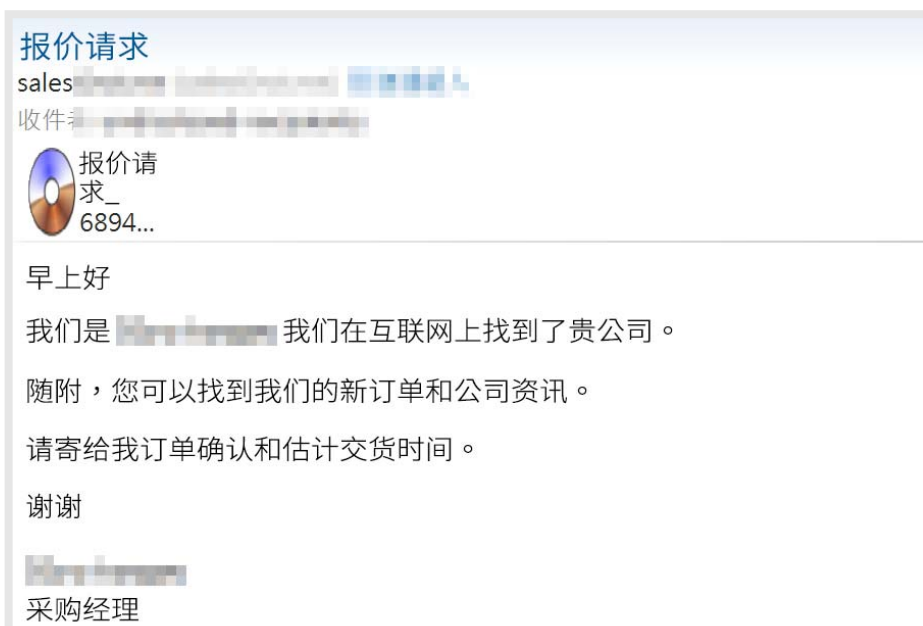 报价请求
sales
收件
报价请
求_
6894...
早上好
我们是 我们在互联网上找到了贵公司。
随附，您可以找到我们的新订单和公司资讯。
请寄给我订单确认和估计交货时间。
谢谢
采购经理